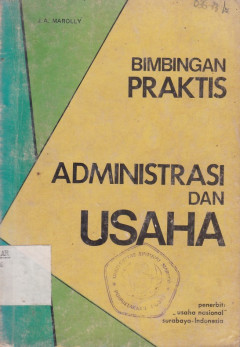 J. A. MAROLLY
BIMBINGAN
PRAKTIS
ADMINISTRASI
DAN
USAHA
penerbit:
„usaha nasional"
surabaya-Indonesia